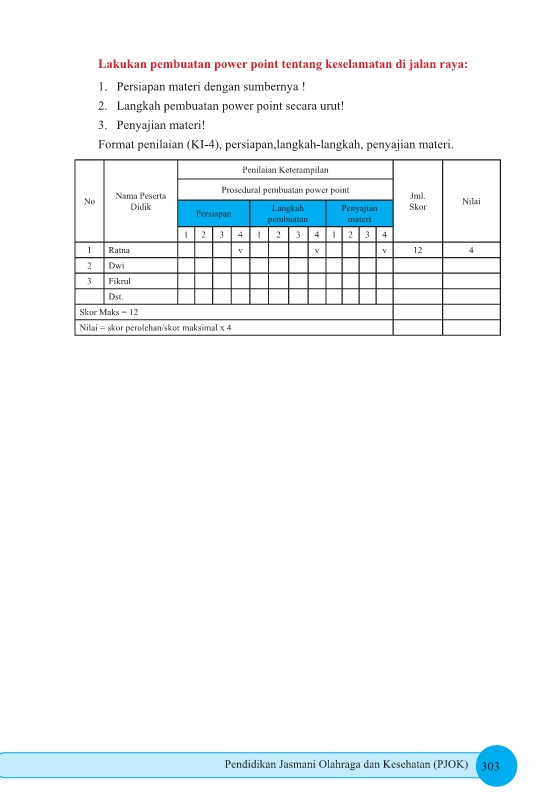 Lakukan pembuatan power point tentang keselamatan di jalan raya:
1. Persiapan materi dengan sumbernya !
2. Langkah pembuatan power point secara urut!
3. Penyajian materi!
Format penilaian (KI-4), persiapan,langkah-langkah, penyajian materi.
No
Nama Peserta
Didik
Penilaian Keterampilan
Prosedural pembuatan power point
Persiapan
Langkah
pembuatan
Penyajian
materi
Jml.
Skor
Nilai
1 2 3 4 1 2 3 4 1 2 3 4
1 Ratna v v v 12 4
2 Dwi
3 Fikrul
Dst.
Skor Maks = 12
Nilai = skor perolehan/skor maksimal x 4
Pendidikan Jasmani Olahraga dan Kesehatan (PJOK) 303